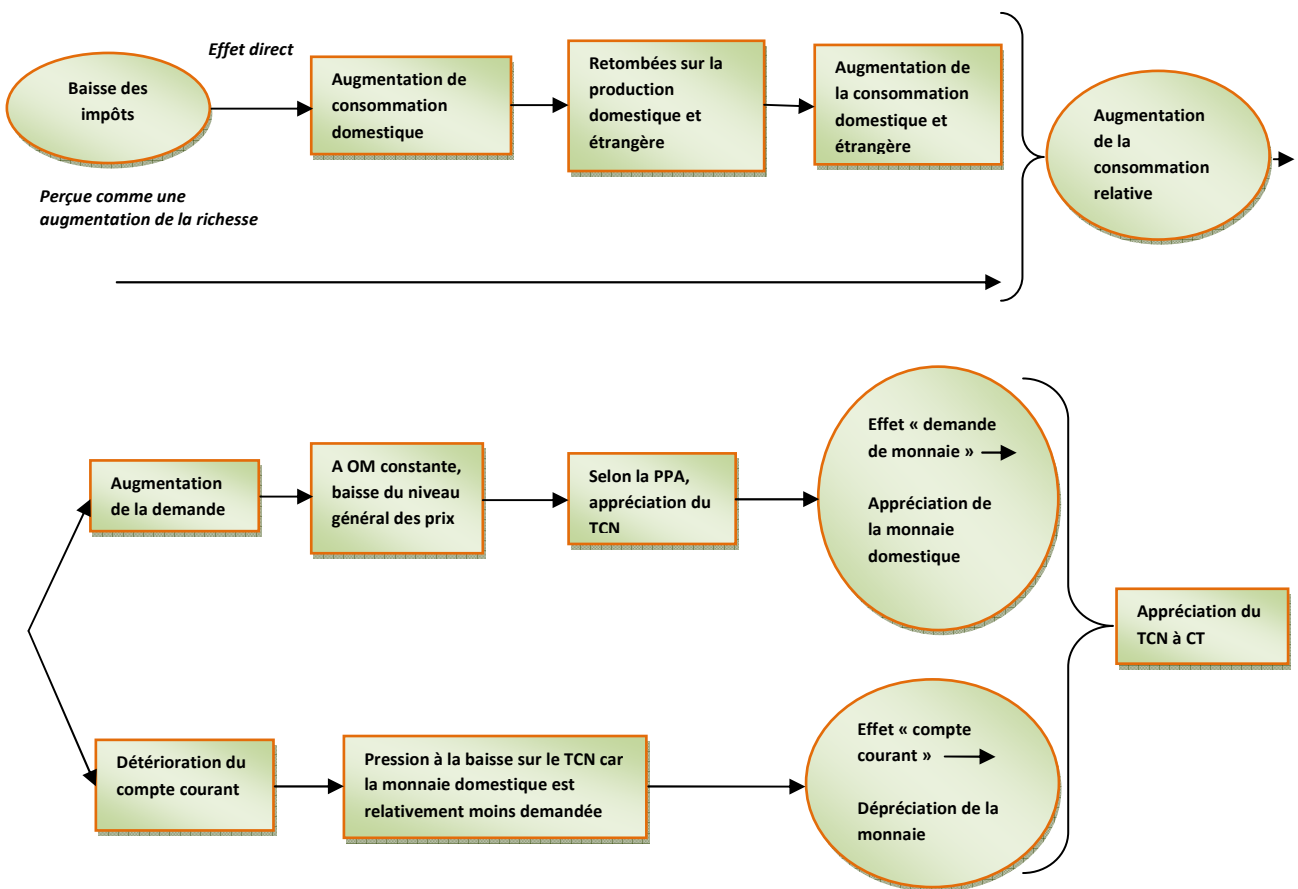 Effet direct
Baisse des
impôts
Perçue comme une
augmentation de la richesse
Augmentation de
consommation
domestique
Retombées sur la
production
domestique et
étrangère
Augmentation de
la consommation
domestique et
étrangère
Augmentation
de la
consommation
relative
Augmentation
de la demande
A OM constante,
baisse du niveau
général des prix
Selon la PPA,
appréciation du
TCN
Effet « demande
de monnaie »
Appréciation de
la monnaie
domestique
Détérioration du
compte courant
Pression à la baisse sur le TCN car
la monnaie domestique est
relativement moins demandée
Effet « compte
courant »
Dépréciation de la
monnaie
Appréciation du
TCN à CT